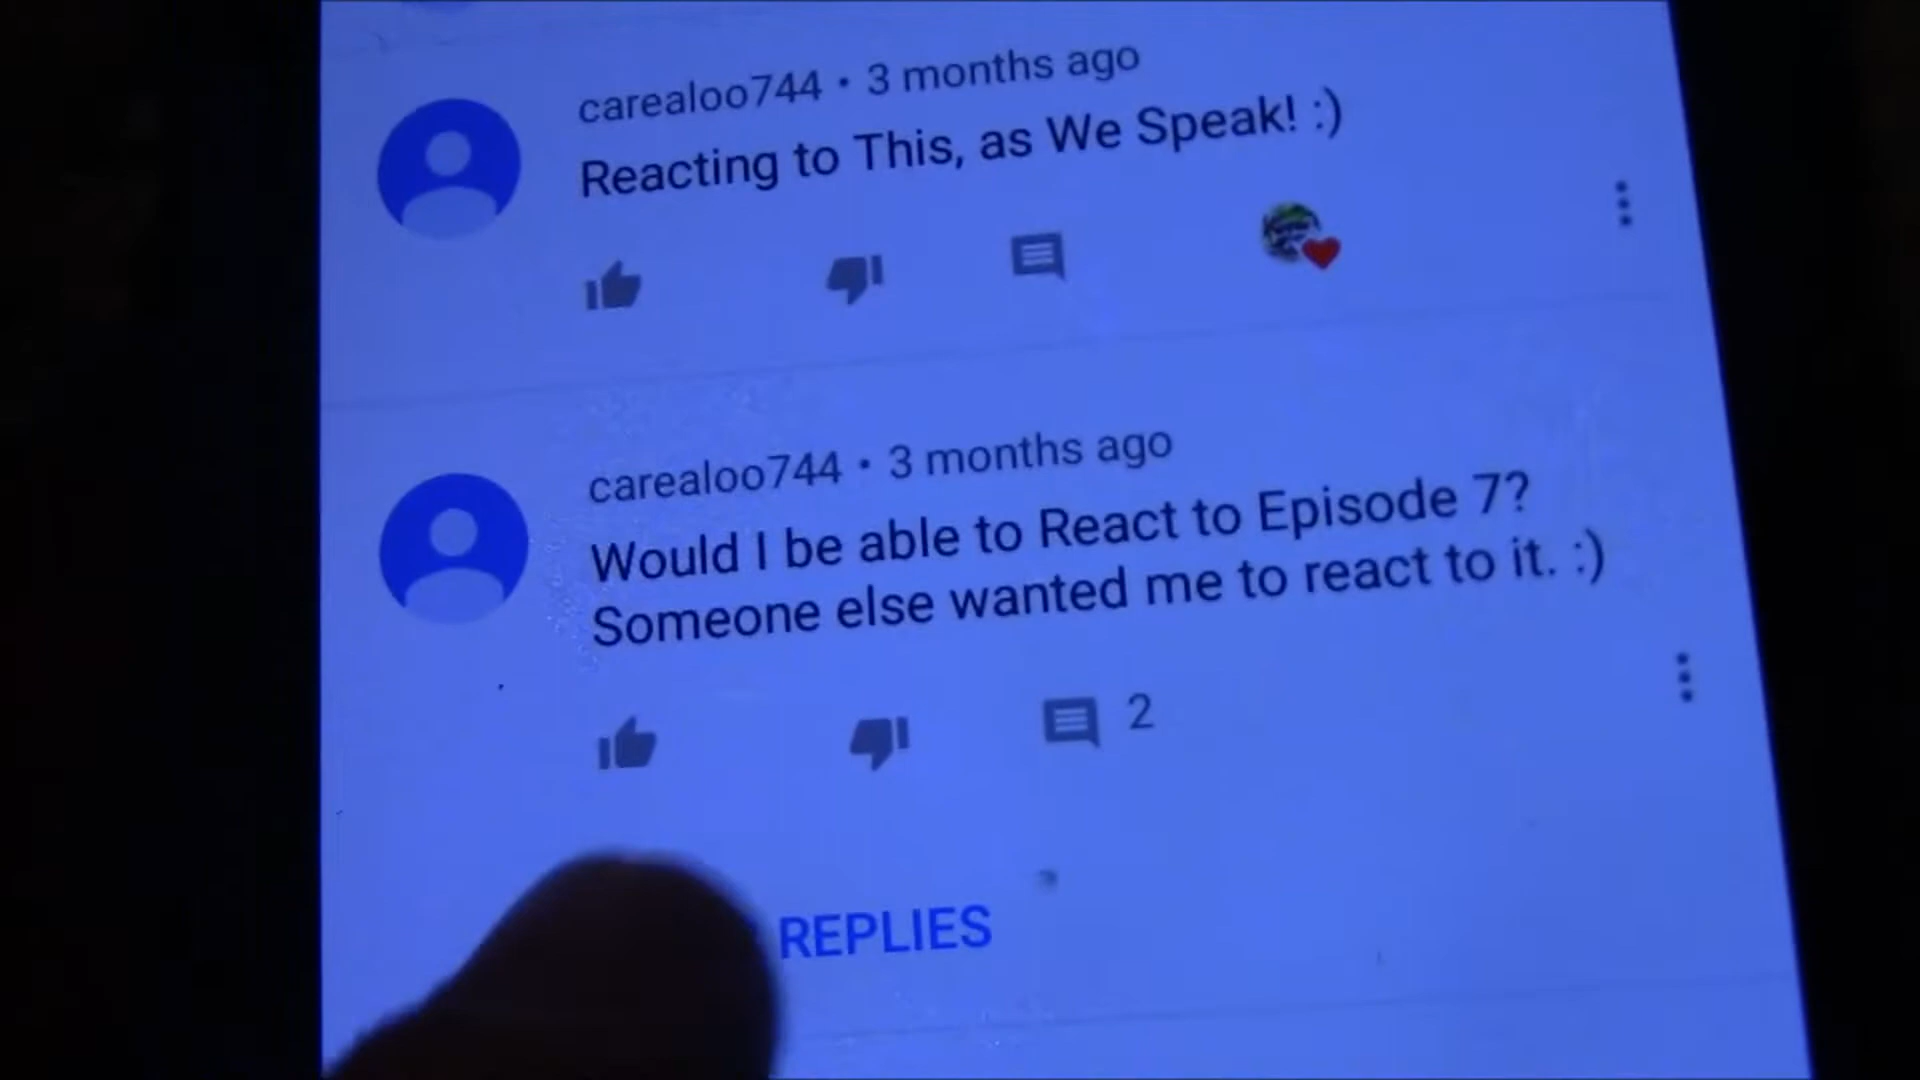 carealoo744 • 3 months ago
Reacting to This, as We Speak! :)
carealoo744 • 3 months ago
Would I be able to React to Episode 7?
Someone else wanted me to react to it. :)
2
REPLIES